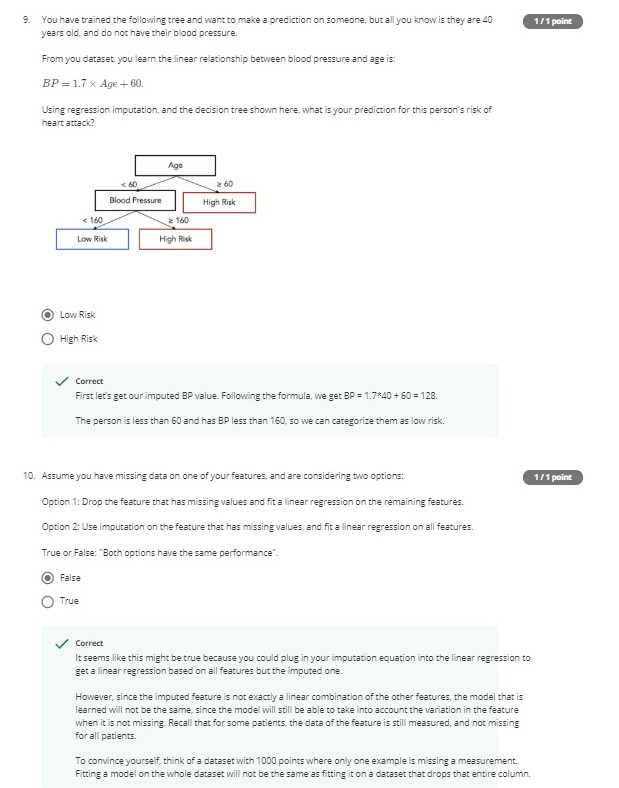 9. You have trained the following tree and want to make a prediction on someone, but all you know is they are 40
1 / 1 point
years old, and do not have their blood pressure.
From you dataset, you learn the linear relationship between blood pressure and age is:
BP = 1.7 × Age + 60.
Using regression imputation, and the decision tree shown here, what is your prediction for this person's risk of
heart attack?
Age
< 60
≥ 60
Blood Pressure
High Risk
< 160
≥ 160
Low Risk
High Risk
Low Risk
High Risk
Correct
First let's get our imputed BP value. Following the formula, we get BP = 1.7*40 + 60 = 128.
The person is less than 60 and has BP less than 160, so we can categorize them as low risk.
10. Assume you have missing data on one of your features, and are considering two options:
1 / 1 point
Option 1: Drop the feature that has missing values and fit a linear regression on the remaining features.
Option 2: Use imputation on the feature that has missing values, and fit a linear regression on all features.
True or False: "Both options have the same performance".
False
True
Correct
It seems like this might be true because you could plug in your imputation equation into the linear regression to
get a linear regression based on all features but the imputed one.
However, since the imputed feature is not exactly a linear combination of the other features, the model that is
learned will not be the same, since the model will still be able to take into account the variation in the feature
when it is not missing. Recall that for some patients, the data of the feature is still measured, and not missing
for all patients.
To convince yourself, think of a dataset with 1000 points where only one example is missing a measurement.
Fitting a model on the whole dataset will not be the same as fitting it on a dataset that drops that entire column.